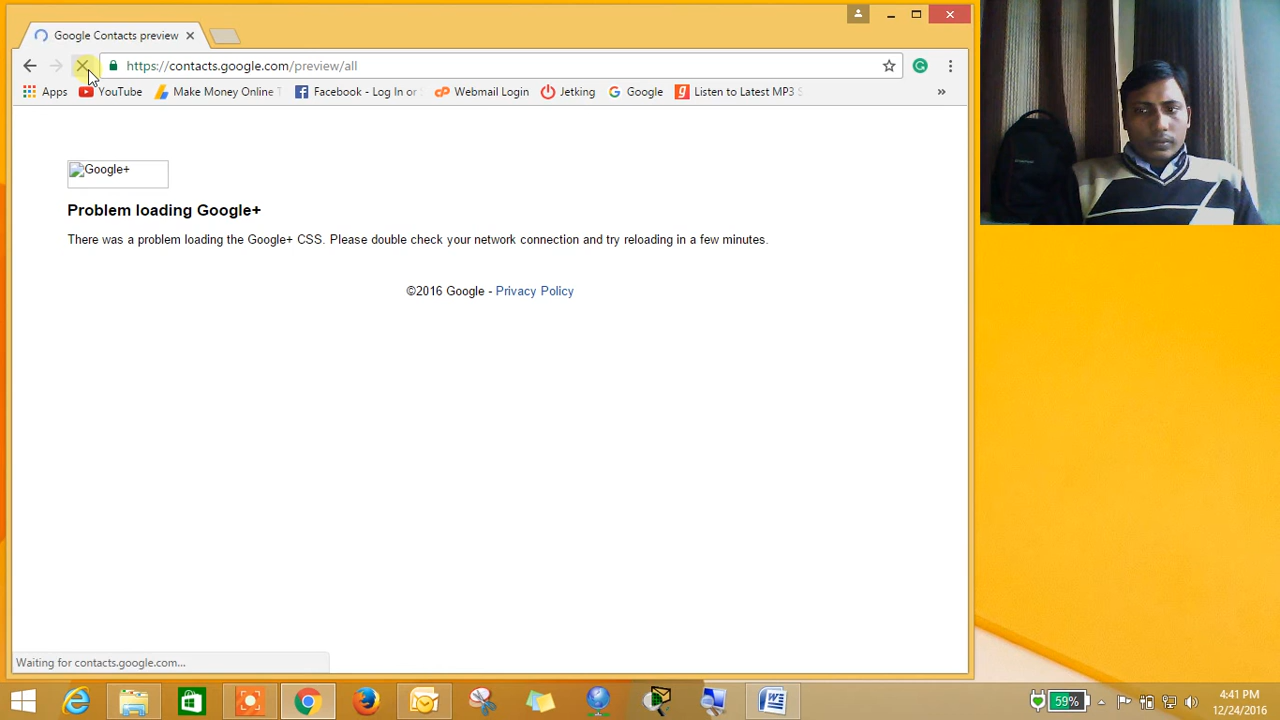 Google Contacts preview
https://contacts.google.com/preview/all
Apps YouTube Make Money Online T Facebook - Log In or Webmail Login Jetking Google Listen to Latest MP3 S »
Google+
Problem loading Google+
There was a problem loading the Google+ CSS. Please double check your network connection and try reloading in a few minutes.
©2016 Google - Privacy Policy
Waiting for contacts.google.com...
59%
4:41 PM
12/24/2016